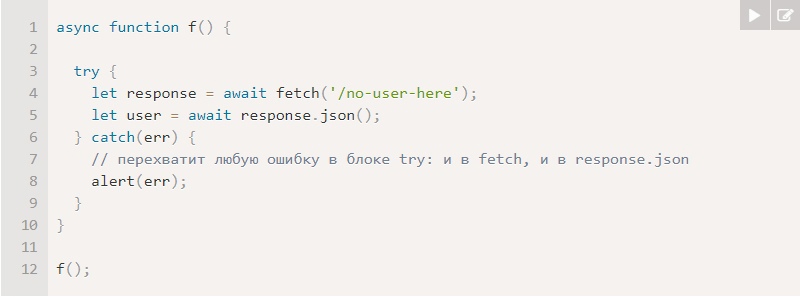 1 async function f() {
2
3   try {
4     let response = await fetch('/no-user-here');
5     let user = await response.json();
6   } catch(err) {
7     // перехватит любую ошибку в блоке try: и в fetch, и в response.json
8     alert(err);
9   }
10 }
11
12 f();